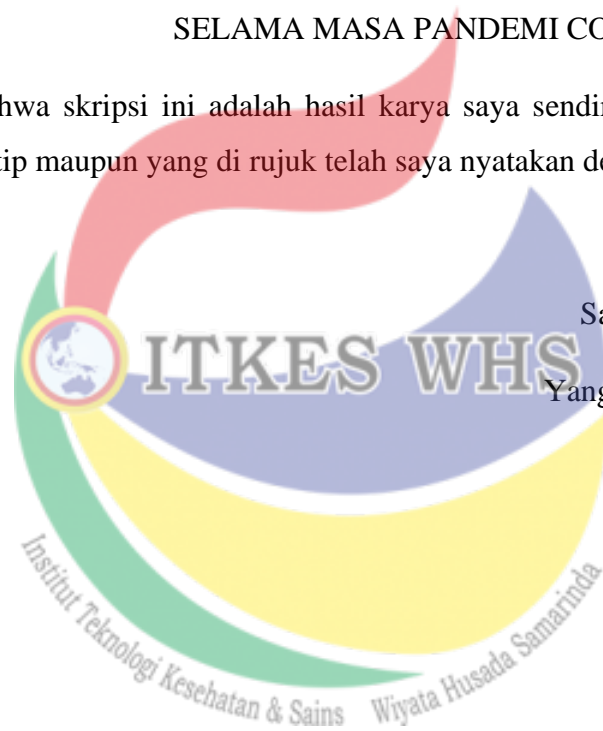 SELAMA MASA PANDEMI CO
hwa skripsi ini adalah hasil karya saya sendir
tip maupun yang di rujuk telah saya nyatakan de
Sa
ITKES WHS
Yang
Institut Teknologi Kesehatan & Sains Wiyata Husada Samarinda